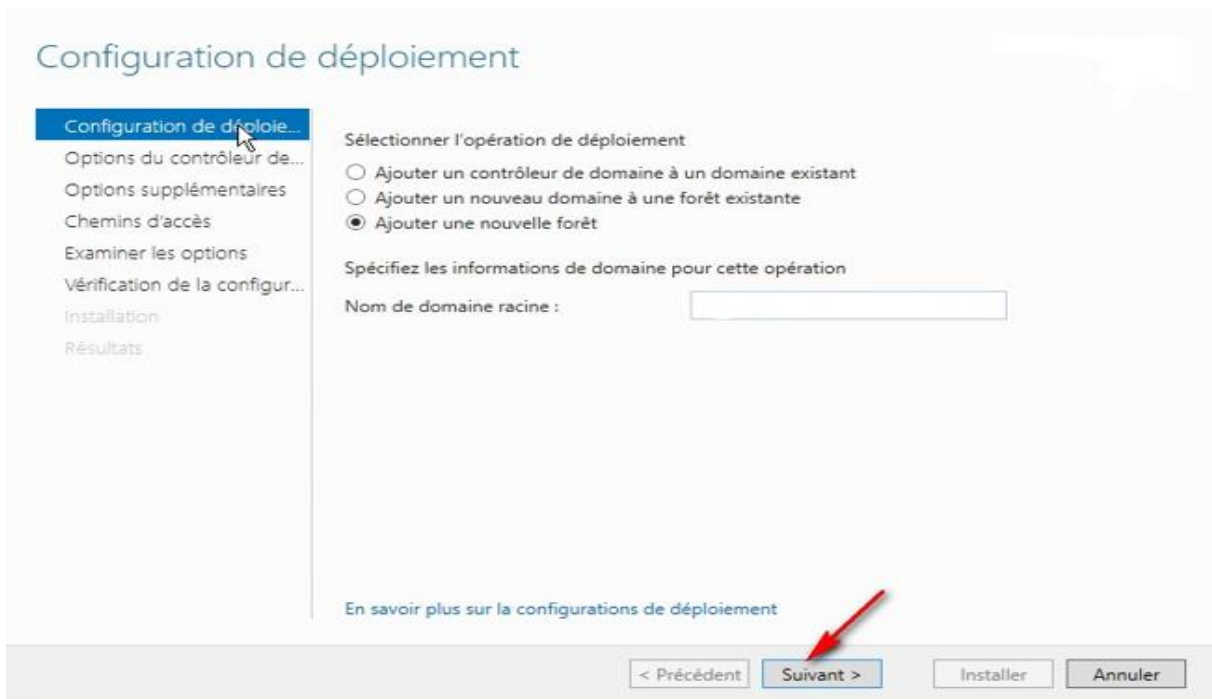 Configuration de déploiement
Configuration de déploie...
Options du contrôleur de...
Options supplémentaires
Chemins d'accès
Examiner les options
Vérification de la configur...
Installation
Résultats
Sélectionner l'opération de déploiement
Ajouter un contrôleur de domaine à un domaine existant
Ajouter un nouveau domaine à une forêt existante
Ajouter une nouvelle forêt
Spécifiez les informations de domaine pour cette opération
Nom de domaine racine :
En savoir plus sur la configurations de déploiement
< Précédent
Suivant >
Installer
Annuler